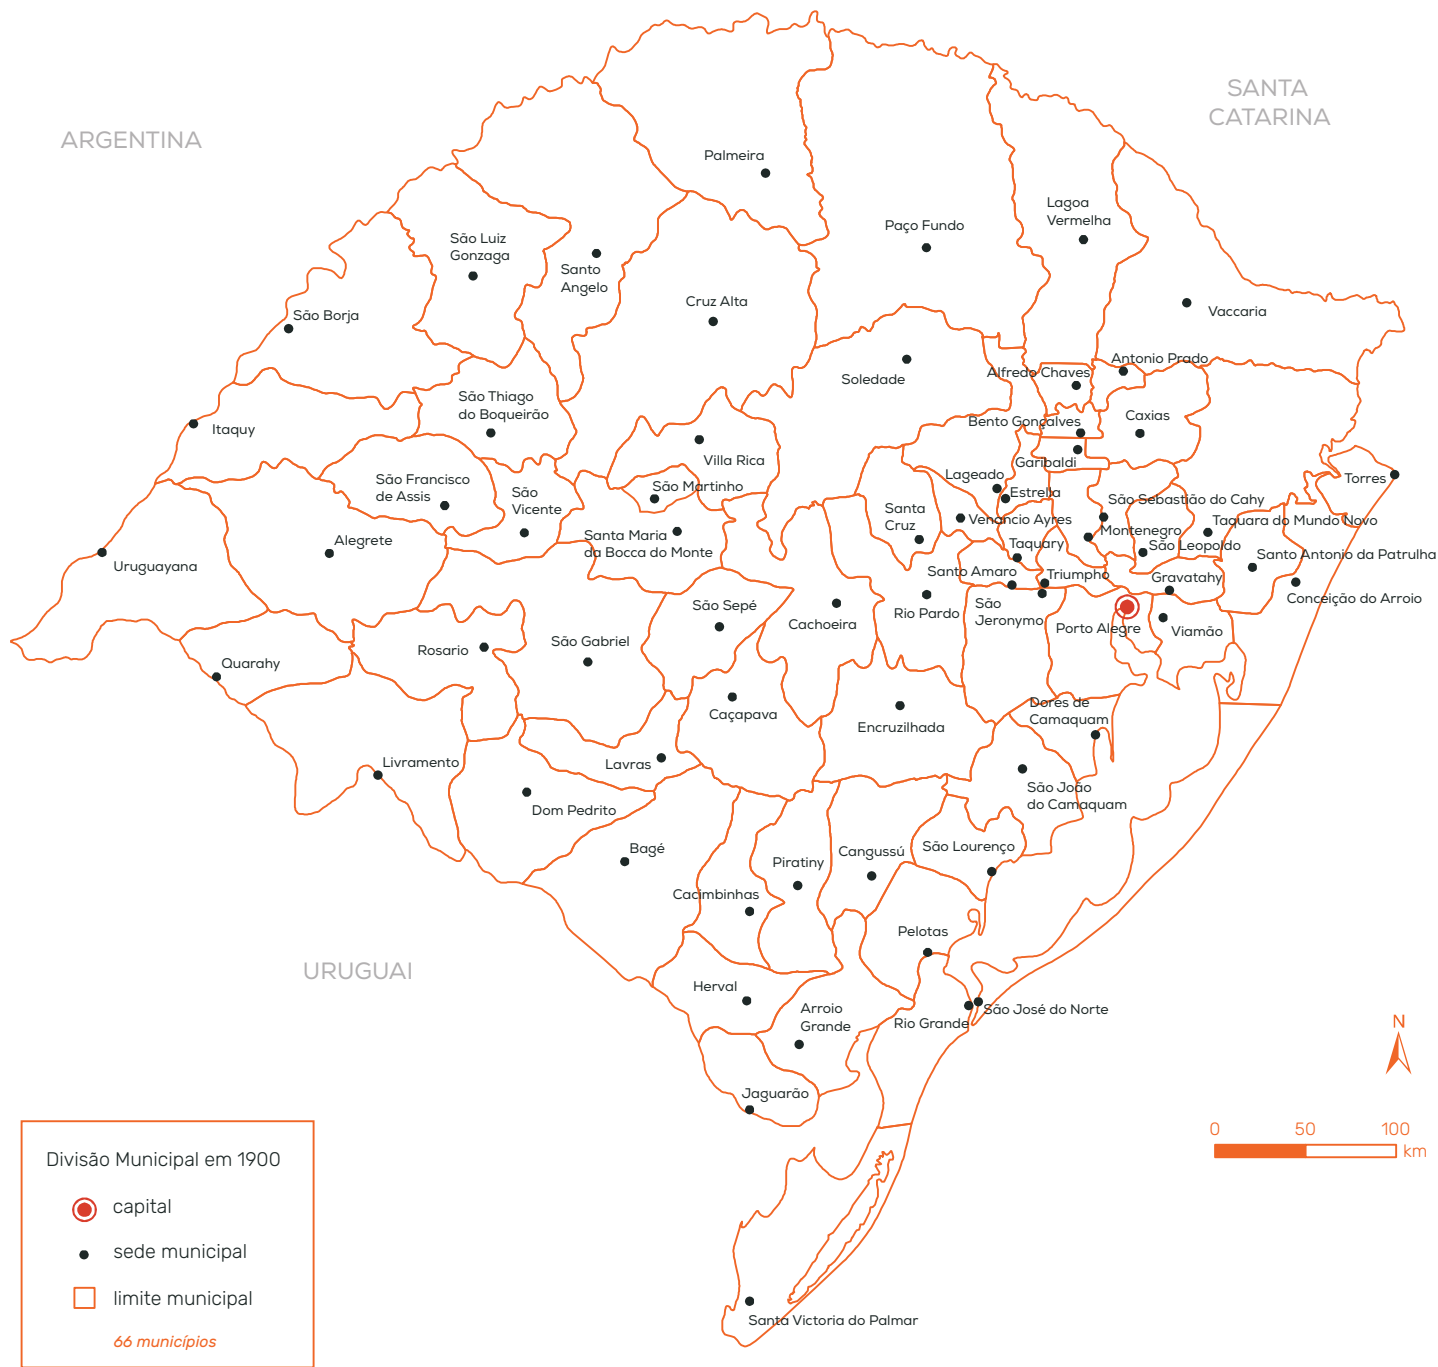 SANTA
CATARINA
ARGENTINA
Palmeira
Lagoa
Vermelha
Paço Fundo
São Luiz
Gonzaga
Santo
Angelo
Cruz Alta
São Borja
Vaccaria
Antonio Prado
Alfredo Chaves
Soledade
São Thiago
do Boqueirão
Caxias
Bento Gonçalves
Itaquy
Villa Rica
Garibaldi
Lageado
Torres
São Francisco
de Assis
São Martinho
São
Vicente
Estrella
São Sebastião do Cahy
Santa
Cruz
Venâncio Ayres
Taquara do Mundo Novo
Montenegro
Alegrete
Santa Maria
da Bocca do Monte
Taquary
São Leopoldo
Santo Antonio da Patrulha
Uruguayana
Santo Amaro
Triumpho
Gravatahy
Conceição do Arroio
São Sepé
Cachoeira
Rio Pardo
São
Jeronymo
Porto Alegre
Viamão
Rosario
São Gabriel
Quarahy
Caçapava
Encruzilhada
Dores de
Camaquam
Livramento
Lavras
São João
do Camaquam
Dom Pedrito
Bagé
Piratiny
Cangussú
São Lourenço
Cacimbinhas
Pelotas
URUGUAI
Herval
Arroio
Grande
Rio Grande
São José do Norte
N
Jaguarão
0 50 100
km
Divisão Municipal em 1900
capital
sede municipal
limite municipal
66 municípios
Santa Victoria do Palmar